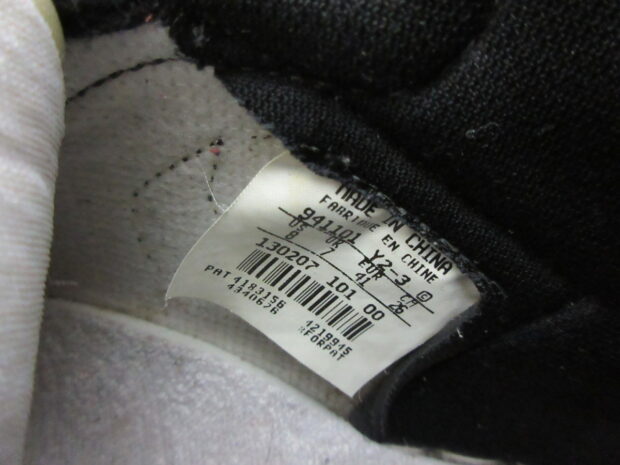 MADE IN CHINA
FABRIQUE EN CHINE
941101 Y2-3 ©
US UK EUR CM
8 7 41 26
130207 101 00
PAT 4183156 4219945
4340626 %FORPAT